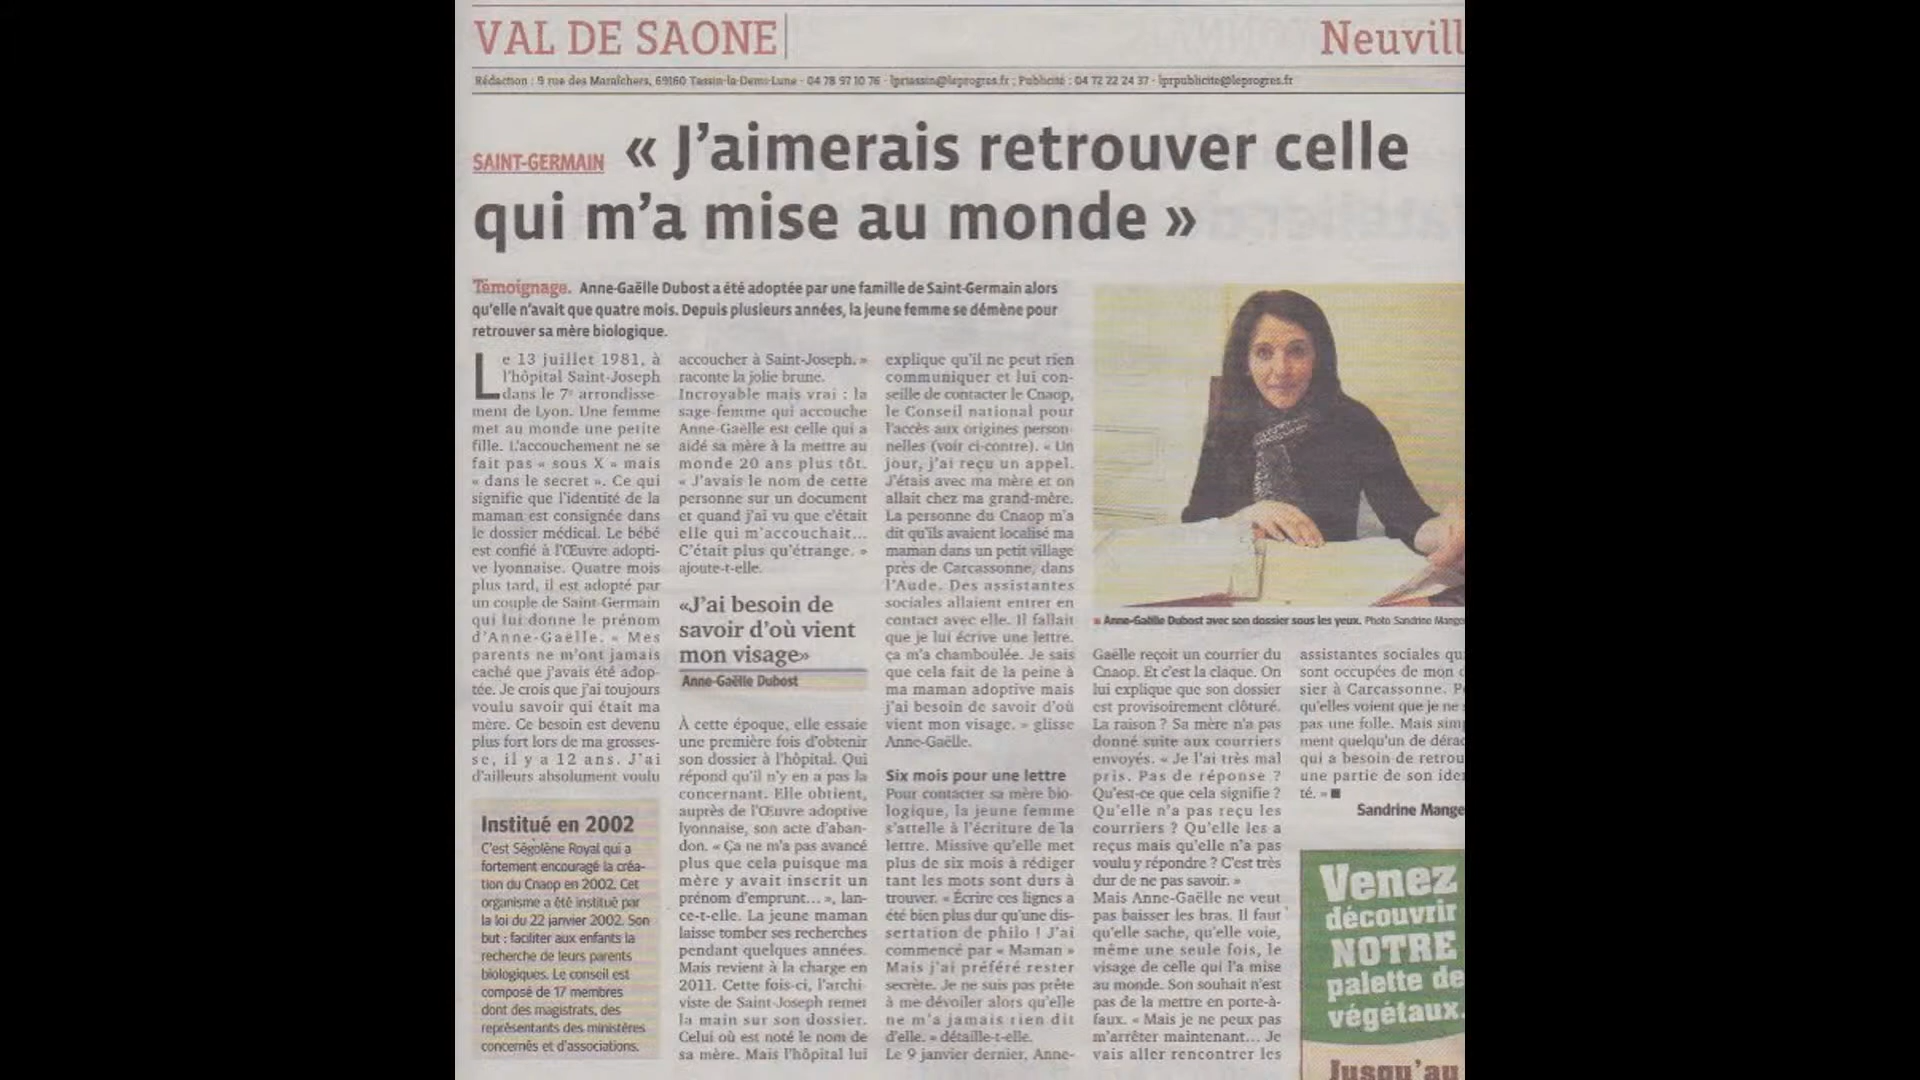 VAL DE SAONE
Neuvill
Rédaction : 9 rue des Maraîchers, 69160 Tassin-la-Demi-Lune - 04 78 97 10 76 - lprtassin@leprogres.fr ; Publicité : 04 72 22 24 37 - lprpublicite@leprogres.fr
SAINT-GERMAIN « J’aimerais retrouver celle
qui m’a mise au monde »
Témoignage. Anne-Gaëlle Dubost a été adoptée par une famille de Saint-Germain alors
qu’elle n’avait que quatre mois. Depuis plusieurs années, la jeune femme se démène pour
retrouver sa mère biologique.
Le 13 juillet 1981, à
l’hôpital Saint-Joseph
dans le 7e arrondisse-
ment de Lyon. Une femme
met au monde une petite
fille. L’accouchement ne se
fait pas « sous X » mais
« dans le secret ». Ce qui
signifie que l’identité de la
maman est consignée dans
le dossier médical. Le bébé
est confié à l’Œuvre adopti-
ve lyonnaise. Quatre mois
plus tard, il est adopté par
un couple de Saint-Germain
qui lui donne le prénom
d’Anne-Gaëlle. « Mes
parents ne m’ont jamais
caché que j’avais été adop-
tée. Je crois que j’ai toujours
voulu savoir qui était ma
mère. Ce besoin est devenu
plus fort lors de ma grosses-
se, il y a 12 ans. J’ai
d’ailleurs absolument voulu
Institué en 2002
C’est Ségolène Royal qui a
fortement encouragé la créa-
tion du Cnaop en 2002. Cet
organisme a été institué par
la loi du 22 janvier 2002. Son
but : faciliter aux enfants la
recherche de leurs parents
biologiques. Le conseil est
composé de 17 membres
dont des magistrats, des
représentants des ministères
concernés et d’associations.
accoucher à Saint-Joseph. »
raconte la jolie brune.
Incroyable mais vrai : la
sage-femme qui accouche
Anne-Gaëlle est celle qui a
aidé sa mère à la mettre au
monde 20 ans plus tôt.
« J’avais le nom de cette
personne sur un document
et quand j’ai vu que c’était
elle qui m’accouchait…
C’était plus qu’étrange. »
ajoute-t-elle.
«J’ai besoin de
savoir d’où vient
mon visage»
Anne-Gaëlle Dubost
À cette époque, elle essaie
une première fois d’obtenir
son dossier à l’hôpital. Qui
répond qu’il n’y en a pas la
concernant. Elle obtient,
auprès de l’Œuvre adoptive
lyonnaise, son acte d’aban-
don. « Ça ne m’a pas avancé
plus que cela puisque ma
mère y avait inscrit un
prénom d’emprunt… », lan-
ce-t-elle. La jeune maman
laisse tomber ses recherches
pendant quelques années.
Mais revient à la charge en
2011. Cette fois-ci, l’archi-
viste de Saint-Joseph remet
la main sur son dossier.
Celui où est noté le nom de
sa mère. Mais l’hôpital lui
explique qu’il ne peut rien
communiquer et lui con-
seille de contacter le Cnaop,
le Conseil national pour
l’accès aux origines person-
nelles (voir ci-contre). « Un
jour, j’ai reçu un appel.
J’étais avec ma mère et on
allait chez ma grand-mère.
La personne du Cnaop m’a
dit qu’ils avaient localisé ma
maman dans un petit village
près de Carcassonne, dans
l’Aude. Des assistantes
sociales allaient entrer en
contact avec elle. Il fallait
que je lui écrive une lettre.
ça m’a chamboulée. Je sais
que cela fait de la peine à
ma maman adoptive mais
j’ai besoin de savoir d’où
vient mon visage. » glisse
Anne-Gaëlle.
Six mois pour une lettre
Pour contacter sa mère bio-
logique, la jeune femme
s’attelle à l’écriture de la
lettre. Missive qu’elle met
plus de six mois à rédiger
tant les mots sont durs à
trouver. « Écrire ces lignes a
été bien plus dur qu’une dis-
sertation de philo ! J’ai
commencé par « Maman »
Mais j’ai préféré rester
secrète. Je ne suis pas prête
à me dévoiler alors qu’elle
ne m’a jamais rien dit
d’elle. » détaille-t-elle.
Le 9 janvier dernier, Anne-
■ Anne-Gaëlle Dubost avec son dossier sous les yeux. Photo Sandrine Mange
Gaëlle reçoit un courrier du
Cnaop. Et c’est la claque. On
lui explique que son dossier
est provisoirement clôturé.
La raison ? Sa mère n’a pas
donné suite aux courriers
envoyés. « Je l’ai très mal
pris. Pas de réponse ?
Qu’est-ce que cela signifie ?
Qu’elle n’a pas reçu les
courriers ? Qu’elle les a
reçus mais qu’elle n’a pas
voulu y répondre ? C’est très
dur de ne pas savoir. »
Mais Anne-Gaëlle ne veut
pas baisser les bras. Il faut
qu’elle sache, qu’elle voie,
même une seule fois, le
visage de celle qui l’a mise
au monde. Son souhait n’est
pas de la mettre en porte-à-
faux. « Mais je ne peux pas
m’arrêter maintenant… Je
vais aller rencontrer les
assistantes sociales qu
sont occupées de mon
sier à Carcassonne. P
qu’elles voient que je ne
pas une folle. Mais sim
ment quelqu’un de dérac
qui a besoin de retrou
une partie de son iden
té. » ■
Sandrine Mange
Venez
découvrir
NOTRE
palette de
végétaux.
Jusqu’au